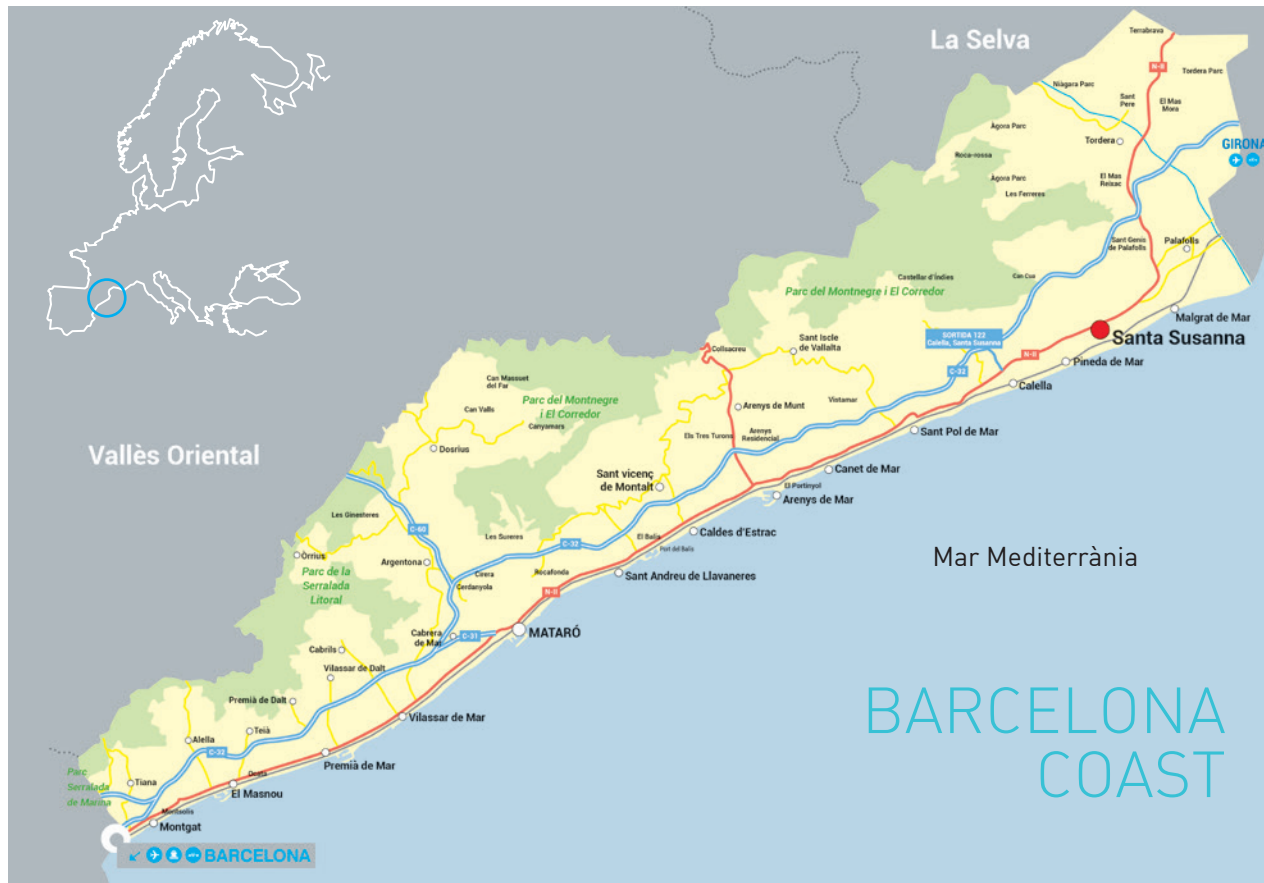 La Selva
Terrabrava
N-II
Tordera Parc
Niàgara Parc
Sant
Pere
El Mas
Mora
Àgora Parc
Tordera
GIRONA
Roca-rossa
Àgora Parc
El Mas
Reixac
Les Ferreres
Sant Genís
de Palafolls
Palafolls
Castellar d'Índies
Can Cua
Parc del Montnegre i El Corredor
Malgrat de Mar
SORTIDA 122
Calella, Santa Susanna
Santa Susanna
Sant Iscle
de Vallalta
Collsacreu
N-II
Pineda de Mar
C-32
Calella
Can Massuet
del Far
Parc del Montnegre
i El Corredor
Vistamar
Can Valls
Arenys de Munt
Canyamars
Els Tres Turons
Arenys
Residencial
Sant Pol de Mar
Vallès Oriental
Dosrius
Sant vicenç
de Montalt
Canet de Mar
El Portinyol
Arenys de Mar
Les Ginesteres
C-60
Les Sureres
C-32
El Balis
Caldes d'Estrac
Port del Balis
Òrrius
Argentona
Mar Mediterrània
Parc de la
Serralada
Litoral
Cirera
Cerdanyola
Rocafonda
Sant Andreu de Llavaneres
N-II
Cabrera
de Mar
C-31
MATARÓ
Cabrils
Vilassar de Dalt
Premià de Dalt
Vilassar de Mar
BARCELONA
COAST
Teià
Alella
C-32
Premià de Mar
Parc
Serralada
de Marina
Tiana
Ocata
El Masnou
Montsolís
Montgat
BARCELONA